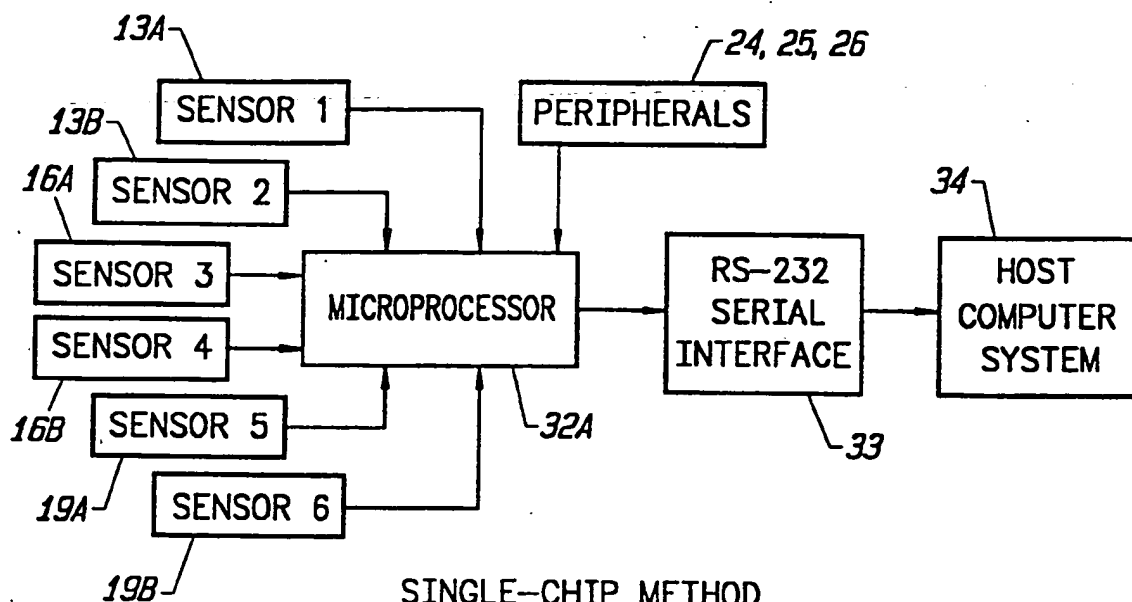 13A
24, 25, 26
SENSOR 1
PERIPHERALS
13B
SENSOR 2
16A
34
SENSOR 3
MICROPROCESSOR
RS-232
SERIAL
INTERFACE
HOST
COMPUTER
SYSTEM
SENSOR 4
16B
SENSOR 5
32A
33
19A
SENSOR 6
19B
SINGLE-CHIP METHOD